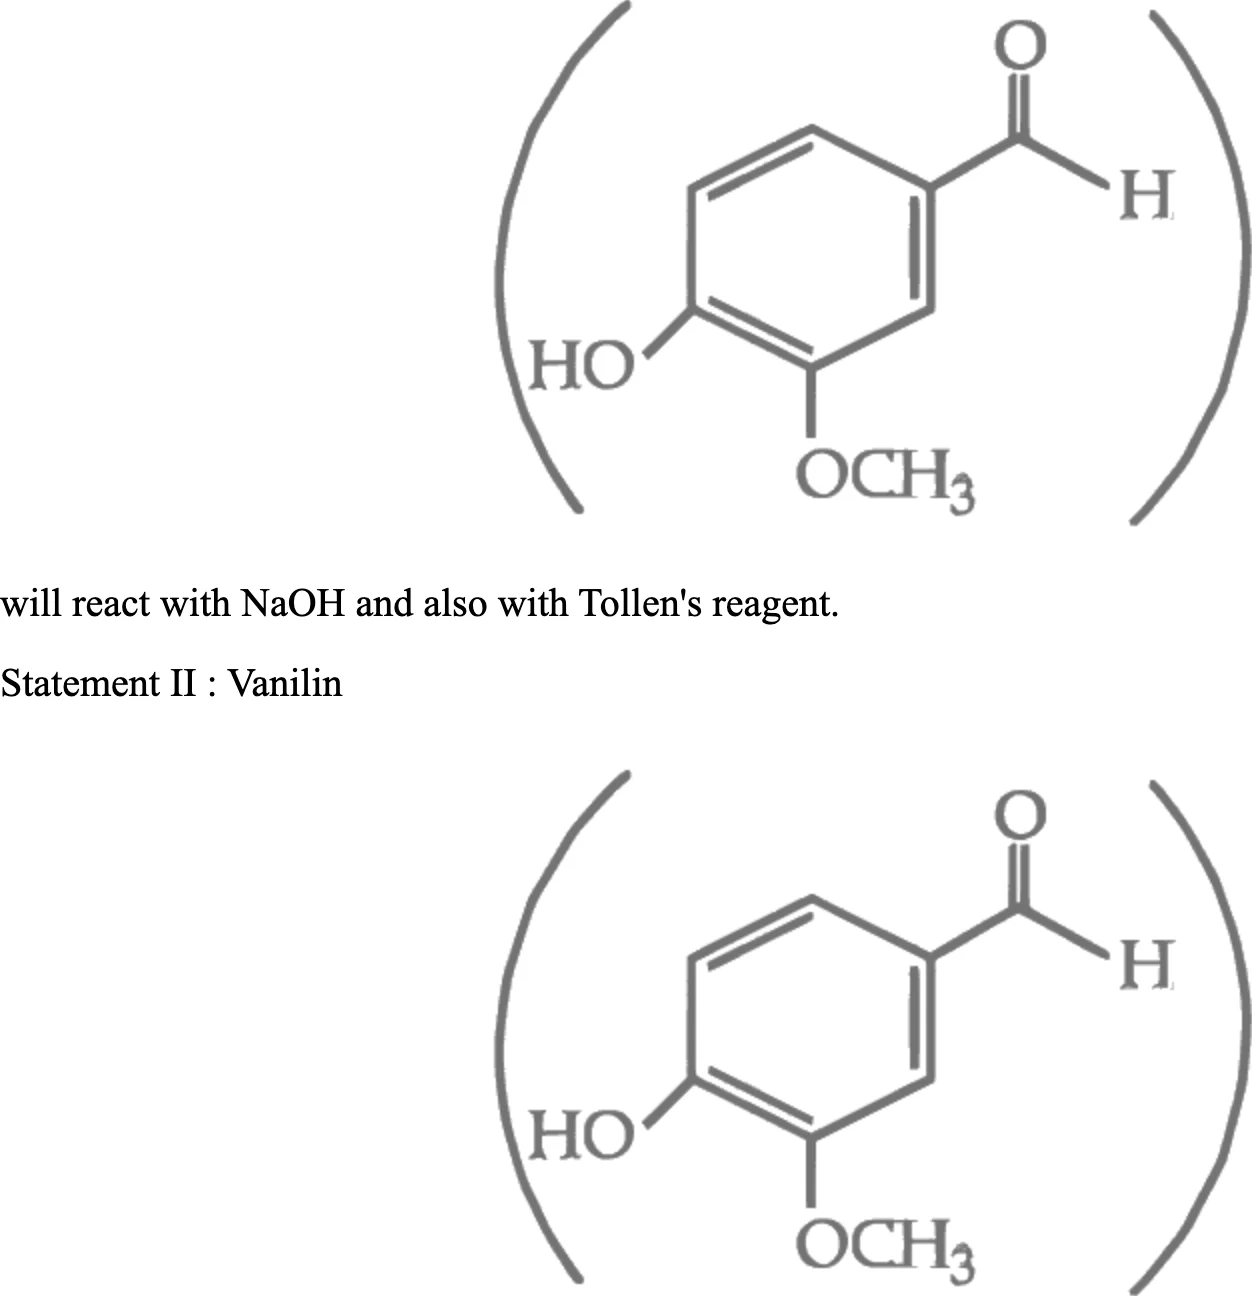 O
H
HO
OCH₃
will react with NaOH and also with Tollen's reagent.
Statement II : Vanilin
O
H
HO
OCH₃